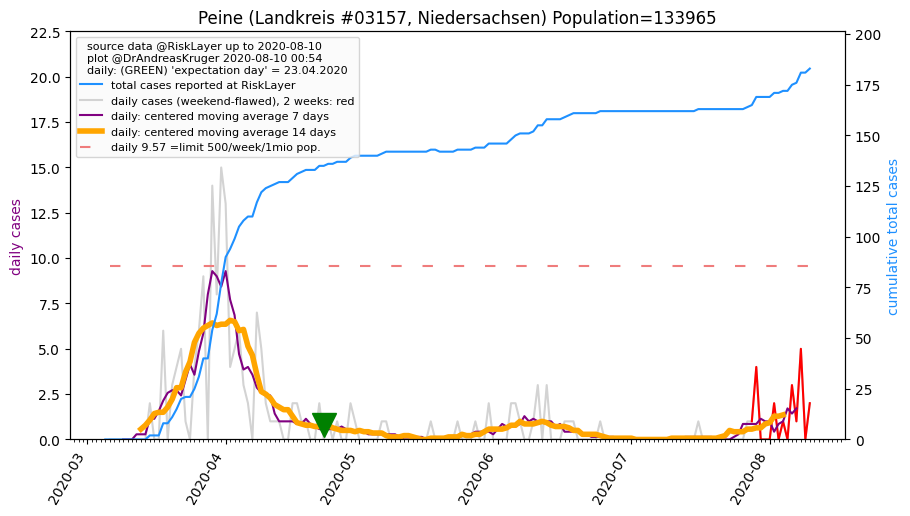 Peine (Landkreis #03157, Niedersachsen) Population=133965
source data @RiskLayer up to 2020-08-10
plot @DrAndreasKruger 2020-08-10 00:54
daily: (GREEN) 'expectation day' = 23.04.2020
total cases reported at RiskLayer
daily cases (weekend-flawed), 2 weeks: red
daily: centered moving average 7 days
daily: centered moving average 14 days
daily 9.57 =limit 500/week/1mio pop.
daily cases
22.5
20.0
17.5
15.0
12.5
10.0
7.5
5.0
2.5
0.0
200
175
150
125
100
75
50
25
0
cumulative total cases
2020-03
2020-04
2020-05
2020-06
2020-07
2020-08